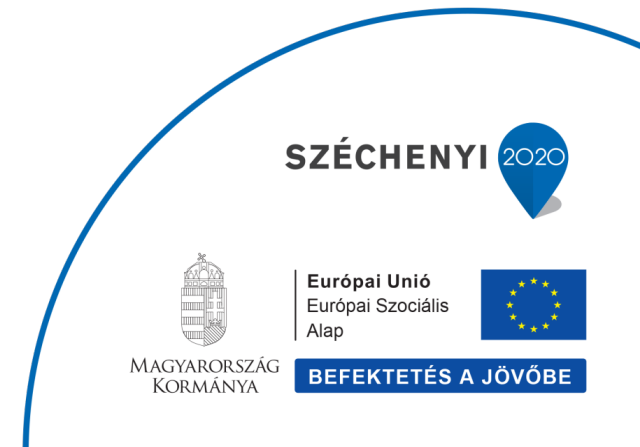 SZÉCHENYI 2020
Európai Unió
Európai Szociális
Alap
MAGYARORSZÁG
KORMÁNYA
BEFEKTETÉS A JÖVŐBE